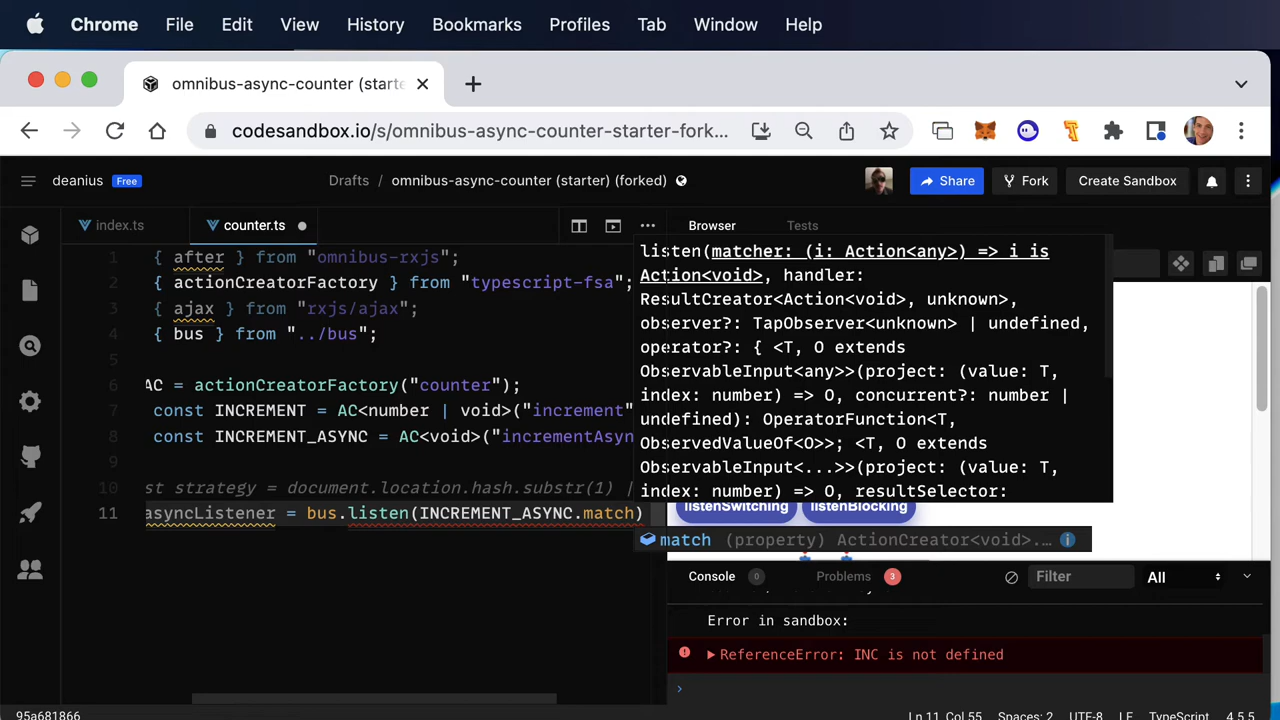 Chrome File Edit View History Bookmarks Profiles Tab Window Help
omnibus-async-counter (starte
codesandbox.io/s/omnibus-async-counter-starter-fork...
deanius Free Drafts / omnibus-async-counter (starter) (forked) Share Fork Create Sandbox
index.ts counter.ts ••• Browser Tests
1 { after } from "omnibus-rxjs";
2 { actionCreatorFactory } from "typescript-fsa";
3 { ajax } from "rxjs/ajax";
4 { bus } from "../bus";
5
6 AC = actionCreatorFactory("counter");
7 const INCREMENT = AC<number | void>("increment"
8 const INCREMENT_ASYNC = AC<void>("incrementAsyn
9
10 st strategy = document.location.hash.substr(1) |
11 asyncListener = bus.listen(INCREMENT_ASYNC.match)
listen(matcher: (i: Action<any>) => i is
Action<void>, handler:
ResultCreator<Action<void>, unknown>,
observer?: TapObserver<unknown> | undefined,
operator?: { <T, O extends
ObservableInput<any>>(project: (value: T,
index: number) => O, concurrent?: number |
undefined): OperatorFunction<T,
ObservedValueOf<O>>; <T, O extends
ObservableInput<...>>(project: (value: T,
index: number) => O, resultSelector:
listenSwitching listenBlocking
match (property) ActionCreator<void>.…
Console 0 Problems 3 Filter All
Error in sandbox:
ReferenceError: INC is not defined
95a681866 Ln 11, Col 55 Spaces: 2 UTF-8 LF TypeScript 4.5.5